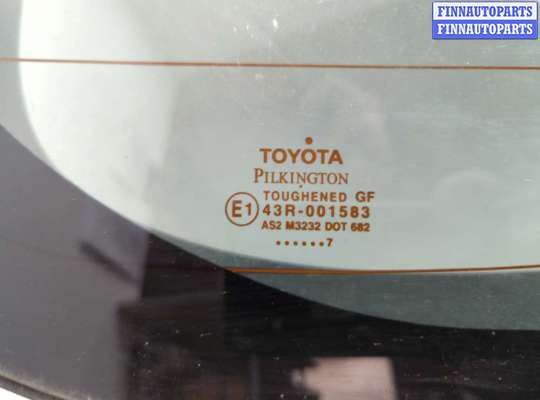 FINNAUTOPARTS
FINNAUTOPARTS
TOYOTA
PILKINGTON
TOUGHENED GF
E1 43R-001583
AS2 M3232 DOT 682
••••••7